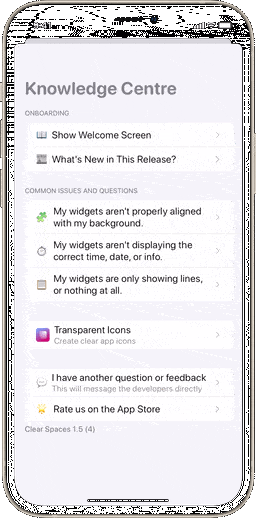 Knowledge Centre
ONBOARDING
Show Welcome Screen
What's New in This Release?
COMMON ISSUES AND QUESTIONS
My widgets aren't properly aligned
with my background.
My widgets aren't displaying the
correct time, date, or info.
My widgets are only showing lines,
or nothing at all.
Transparent Icons
Create clear app icons
I have another question or feedback
This will message the developers directly
Rate us on the App Store
Clear Spaces 1.5 (4)